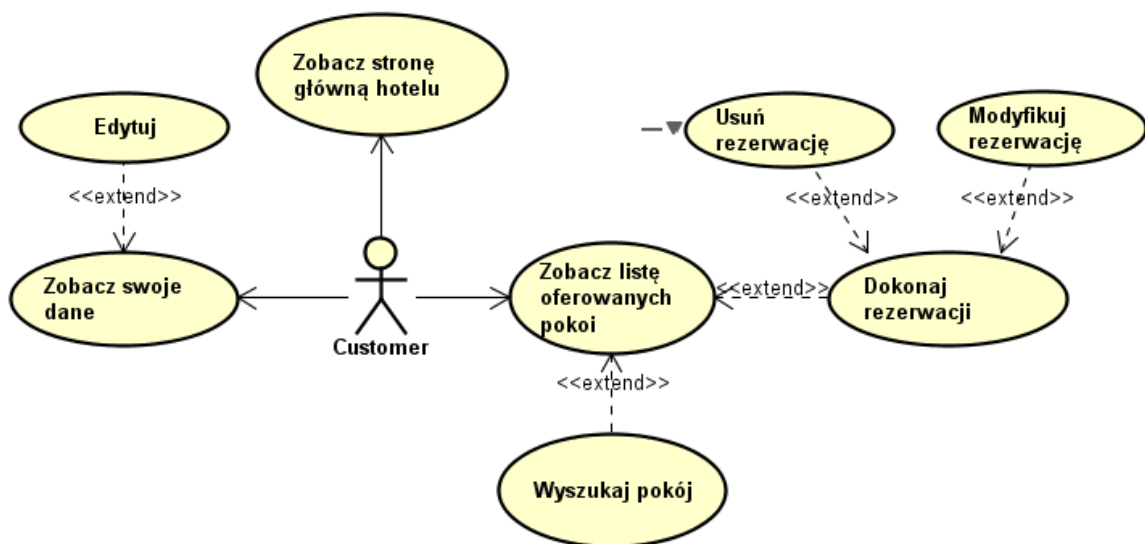 Zobacz stronę
główną hotelu
Edytuj
Usuń
rezerwację
Modyfikuj
rezerwację
<<extend>>
<<extend>>
<<extend>>
Zobacz swoje
dane
Customer
Zobacz listę
oferowanych
pokoi
<<extend>>
Dokonaj
rezerwacji
<<extend>>
Wyszukaj pokój